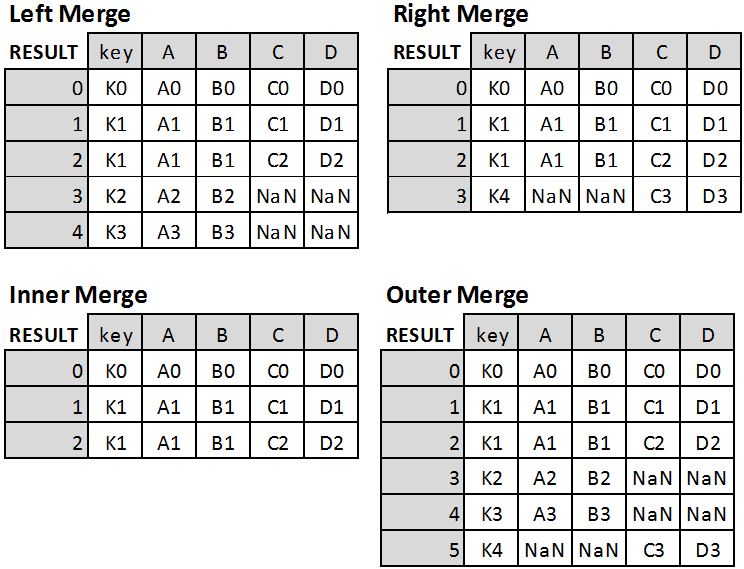 Left Merge
RESULT key A B C D
0 K0 A0 B0 C0 D0
1 K1 A1 B1 C1 D1
2 K1 A1 B1 C2 D2
3 K2 A2 B2 NaN NaN
4 K3 A3 B3 NaN NaN
Right Merge
RESULT key A B C D
0 K0 A0 B0 C0 D0
1 K1 A1 B1 C1 D1
2 K1 A1 B1 C2 D2
3 K4 NaN NaN C3 D3
Inner Merge
RESULT key A B C D
0 K0 A0 B0 C0 D0
1 K1 A1 B1 C1 D1
2 K1 A1 B1 C2 D2
Outer Merge
RESULT key A B C D
0 K0 A0 B0 C0 D0
1 K1 A1 B1 C1 D1
2 K1 A1 B1 C2 D2
3 K2 A2 B2 NaN NaN
4 K3 A3 B3 NaN NaN
5 K4 NaN NaN C3 D3